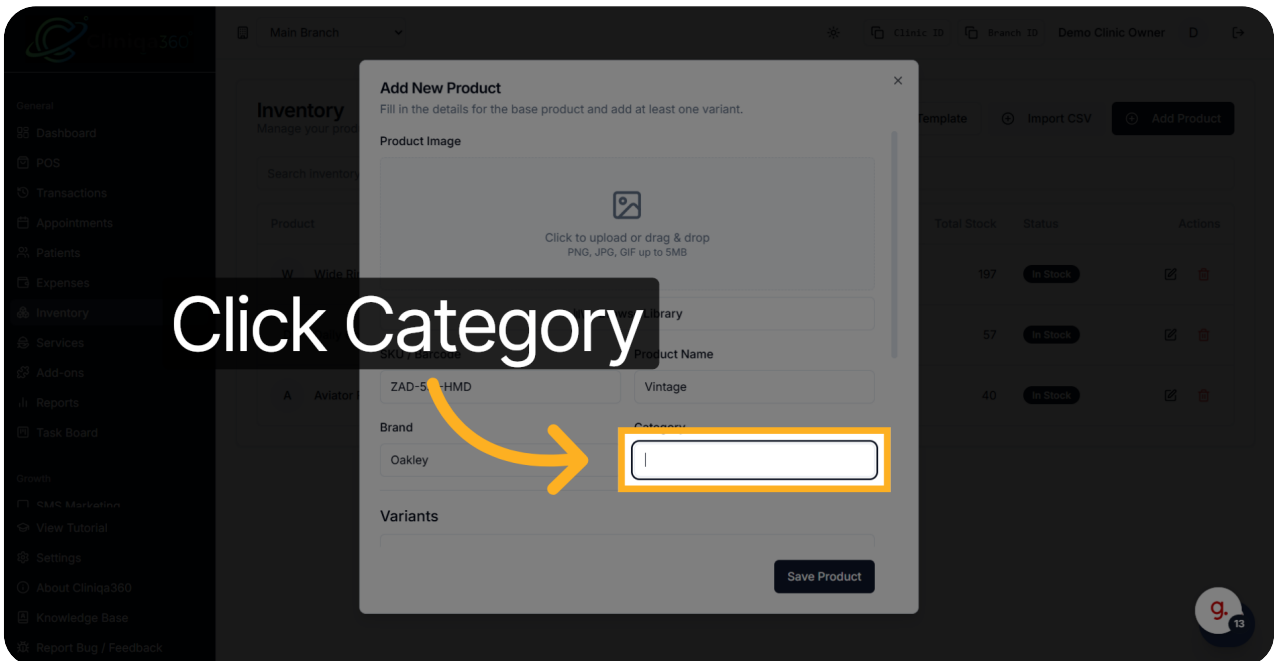 Cliniqa360
Main Branch
Clinic ID
Branch ID
Demo Clinic Owner
D
General
Dashboard
POS
Transactions
Appointments
Patients
Expenses
Inventory
Services
Add-ons
Reports
Task Board
Growth
SMS Marketing
View Tutorial
Settings
About Cliniqa360
Knowledge Base
Report Bug / Feedback
Inventory
Manage your prod
Template
Import CSV
Add Product
Search inventory
Product
Total Stock
Status
Actions
W Wide Ri
197
In Stock
57
In Stock
A Aviator
40
In Stock
Add New Product
Fill in the details for the base product and add at least one variant.
Product Image
Click to upload or drag & drop
PNG, JPG, GIF up to 5MB
Library
Click Category
SKU / Barcode
Product Name
Vintage
Brand
Category
Oakley
Variants
Save Product
g.
13